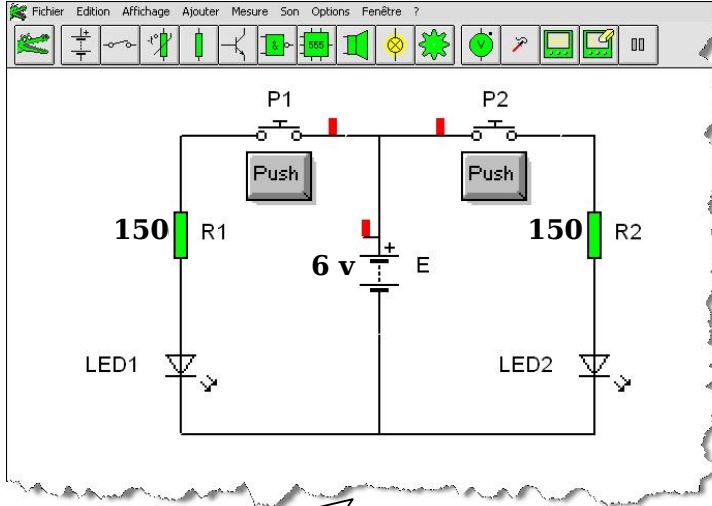 Fichier Edition Affichage Ajouter Mesure Son Options Fenêtre ?
& 555 V
P1 P2
Push Push
150 R1 150 R2
+
6 v E
LED1 LED2